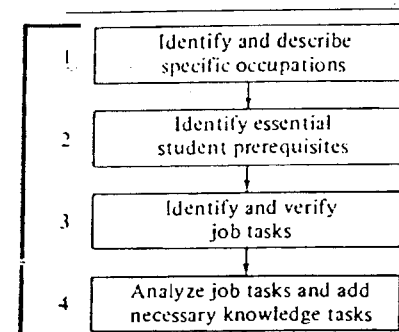 1
Identify and describe
specific occupations
2
Identify essential
student prerequisites
3
Identify and verify
job tasks
4
Analyze job tasks and add
necessary knowledge tasks